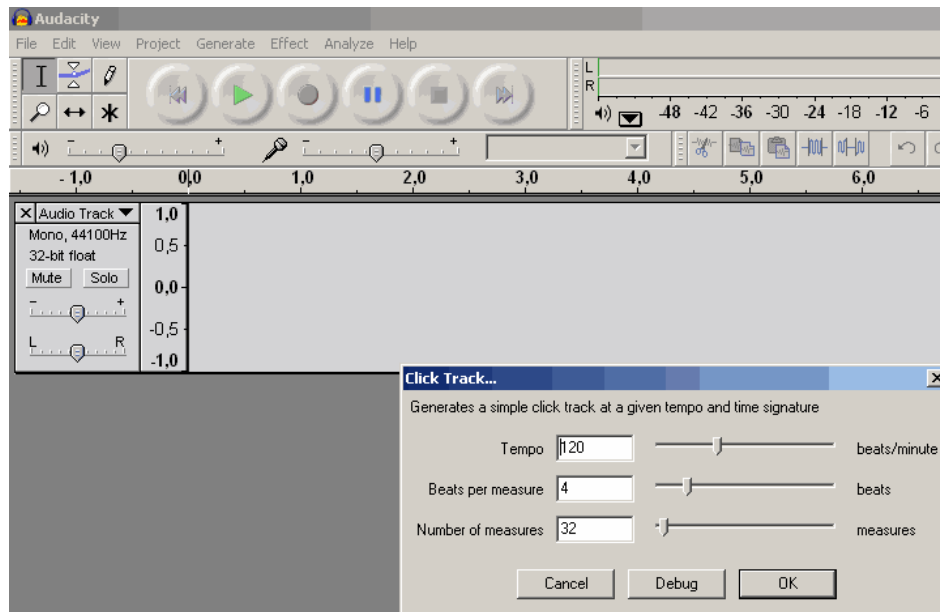 Audacity
File Edit View Project Generate Effect Analyze Help
L
R
-48 -42 -36 -30 -24 -18 -12 -6
- + - +
- 1,0 0,0 1,0 2,0 3,0 4,0 5,0 6,0
Audio Track 1,0
Mono, 44100Hz
32-bit float
0,5
Mute Solo
0,0
- +
-0,5
L R
-1,0
Click Track...
Generates a simple click track at a given tempo and time signature
Tempo 120 beats/minute
Beats per measure 4 beats
Number of measures 32 measures
Cancel Debug OK